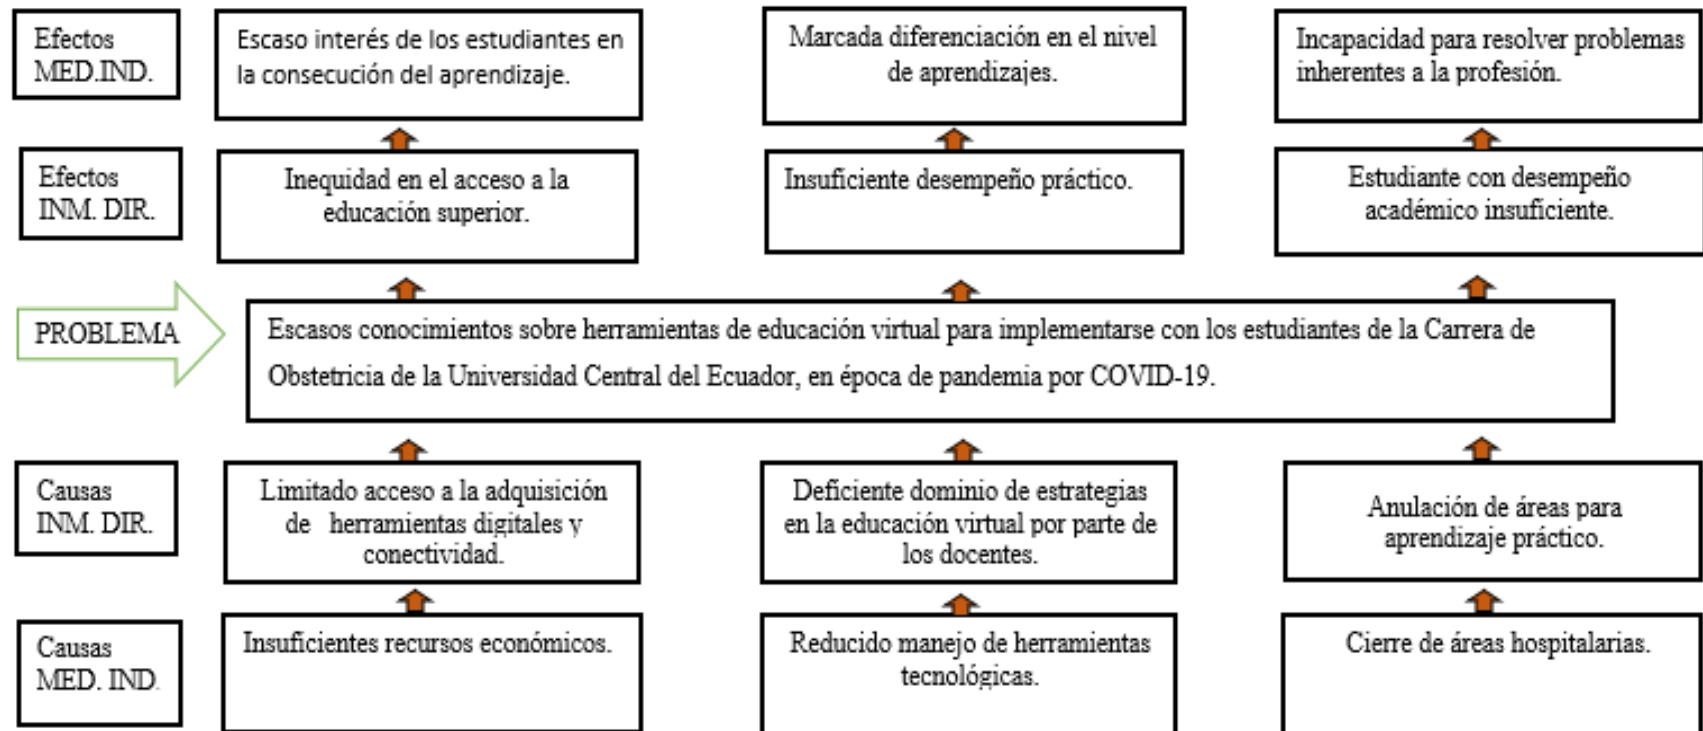 Efectos
MED.IND.
Escaso interés de los estudiantes en
la consecución del aprendizaje.
Marcada diferenciación en el nivel
de aprendizajes.
Incapacidad para resolver problemas
inherentes a la profesión.
Efectos
INM. DIR.
Inequidad en el acceso a la
educación superior.
Insuficiente desempeño práctico.
Estudiante con desempeño
académico insuficiente.
PROBLEMA
Escasos conocimientos sobre herramientas de educación virtual para implementarse con los estudiantes de la Carrera de
Obstetricia de la Universidad Central del Ecuador, en época de pandemia por COVID-19.
Causas
INM. DIR.
Limitado acceso a la adquisición
de herramientas digitales y
conectividad.
Deficiente dominio de estrategias
en la educación virtual por parte de
los docentes.
Anulación de áreas para
aprendizaje práctico.
Causas
MED. IND.
Insuficientes recursos económicos.
Reducido manejo de herramientas
tecnológicas.
Cierre de áreas hospitalarias.